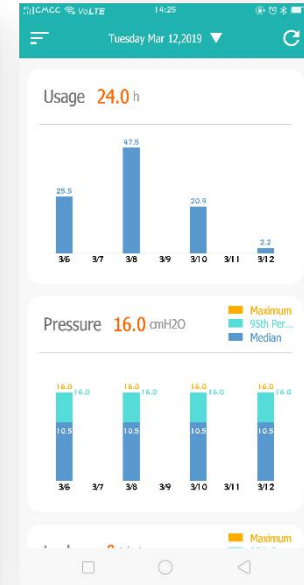 CMCC VoLTE 14:25
Tuesday Mar 12,2019
Usage 24.0 h
47.5
25.5
20.9
2.2
3/6 3/7 3/8 3/9 3/10 3/11 3/12
Maximum
Pressure 16.0 cmH2O 95th Per...
Median
16.0 16.0 16.0 16.0
16.0 16.0 16.0 16.0
10.5 10.5 10.5 10.5
3/6 3/7 3/8 3/9 3/10 3/11 3/12
Maximum